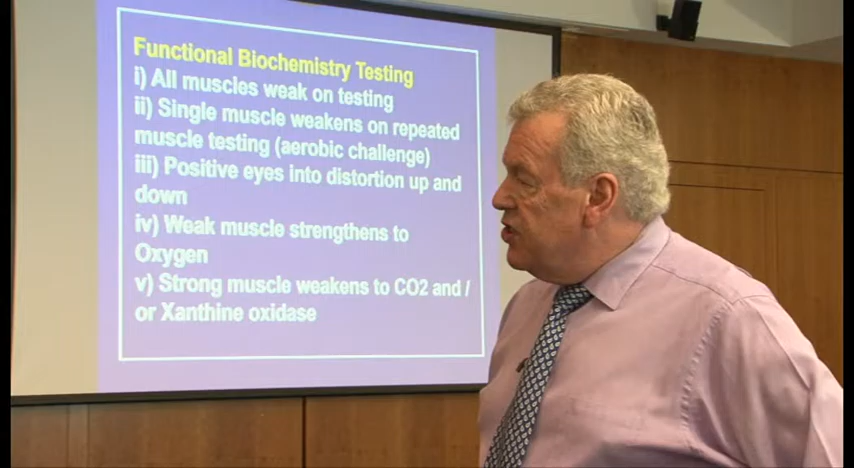 Functional Biochemistry Testing
i) All muscles weak on testing
ii) Single muscle weakens on repeated
muscle testing (aerobic challenge)
iii) Positive eyes into distortion up and
down
iv) Weak muscle strengthens to
Oxygen
v) Strong muscle weakens to CO2 and /
or Xanthine oxidase